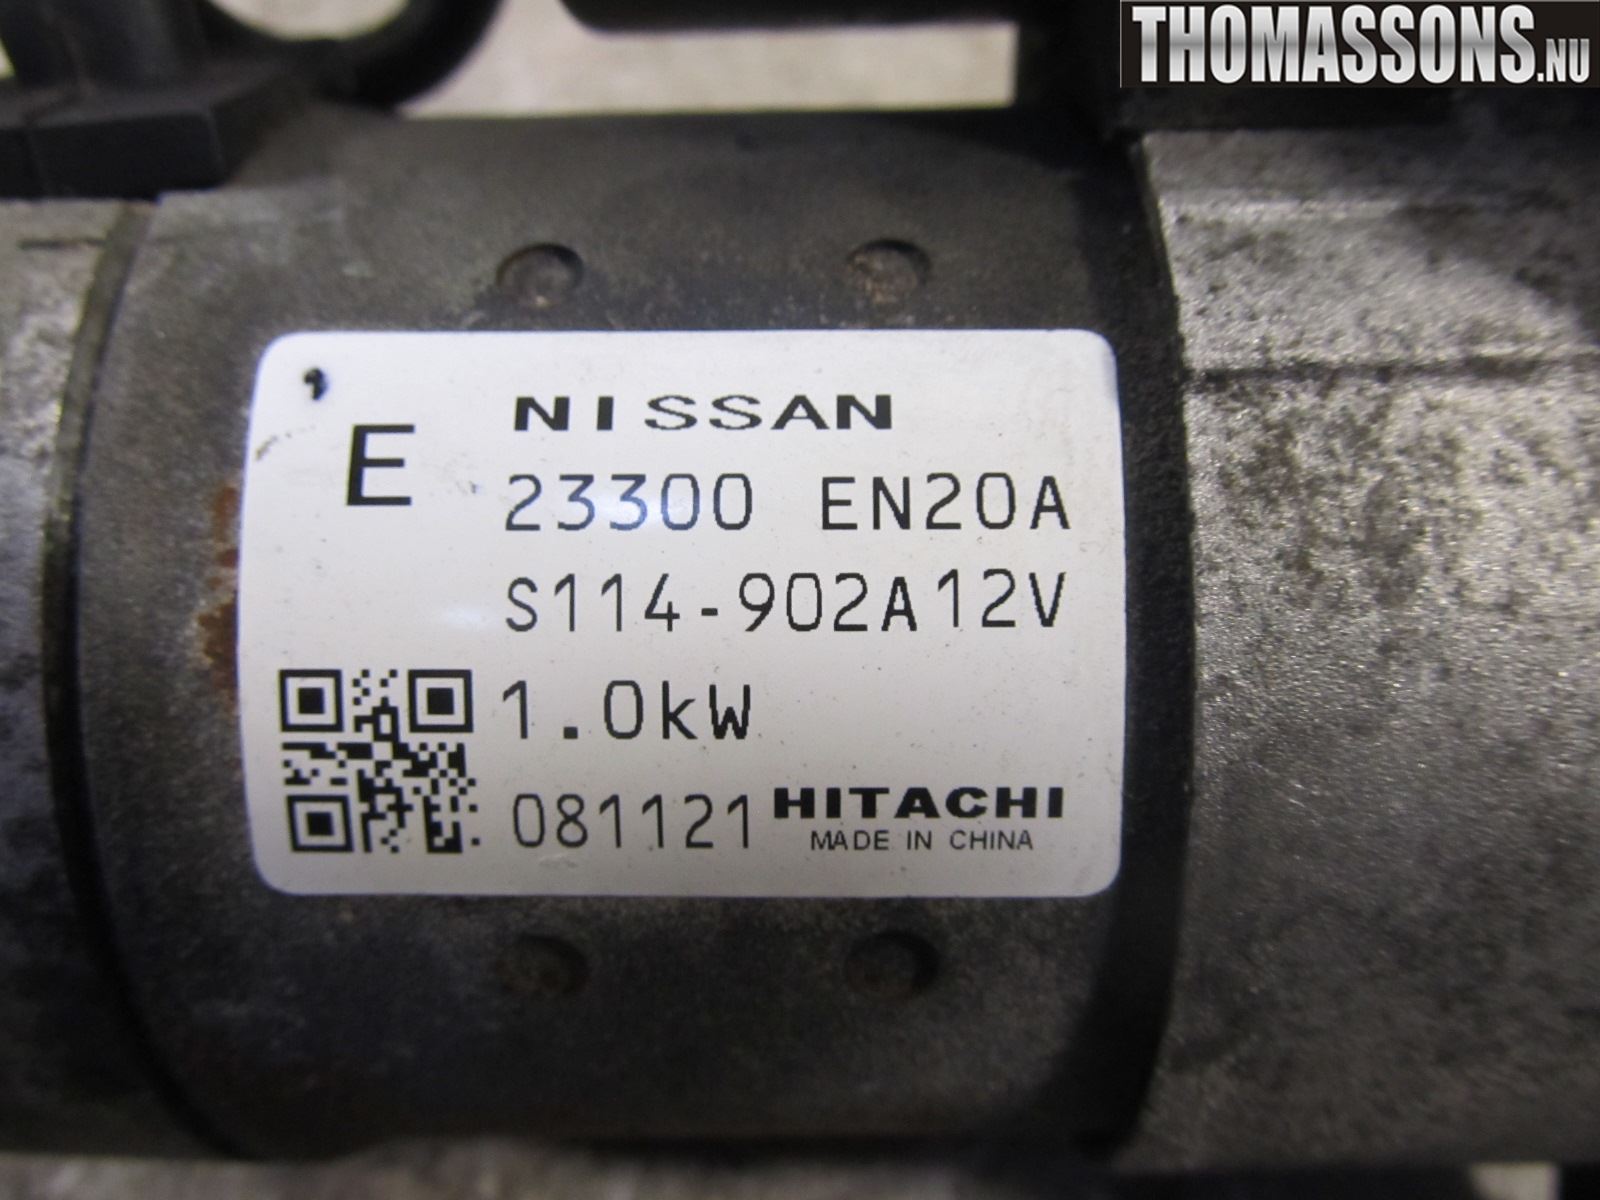 THOMASSONS.NU
E
NISSAN
23300 EN20A
S114-902A12V
1.0kW
081121 HITACHI
MADE IN CHINA